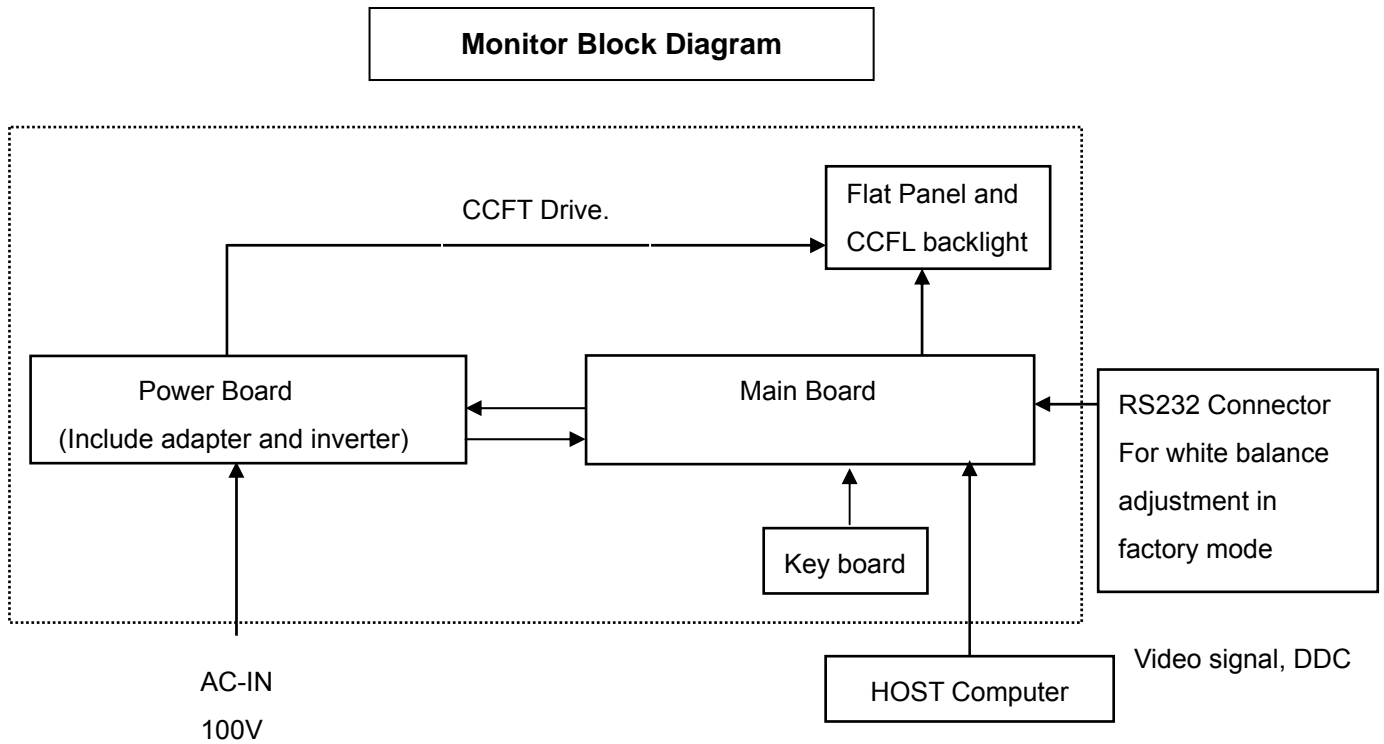 Monitor Block Diagram
CCFT Drive.
Flat Panel and
CCFL backlight
Power Board
(Include adapter and inverter)
Main Board
RS232 Connector
For white balance
adjustment in
factory mode
Key board
Video signal, DDC
HOST Computer
AC-IN
100V